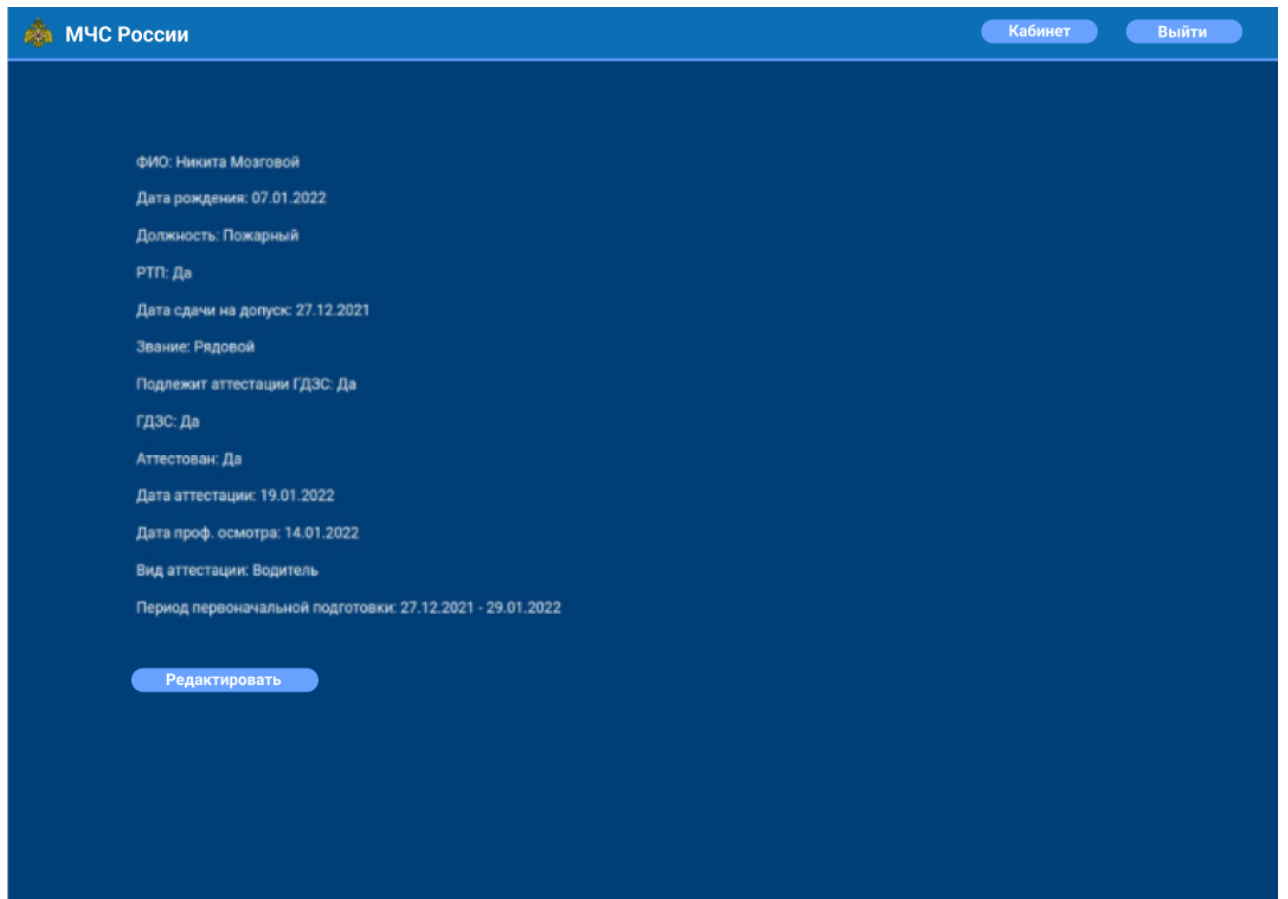 МЧС России
Кабинет
Выйти
ФИО: Никита Мозговой
Дата рождения: 07.01.2022
Должность: Пожарный
РТП: Да
Дата сдачи на допуск: 27.12.2021
Звание: Рядовой
Подлежит аттестации ГДЗС: Да
ГДЗС: Да
Аттестован: Да
Дата аттестации: 19.01.2022
Дата проф. осмотра: 14.01.2022
Вид аттестации: Водитель
Период первоначальной подготовки: 27.12.2021 - 29.01.2022
Редактировать